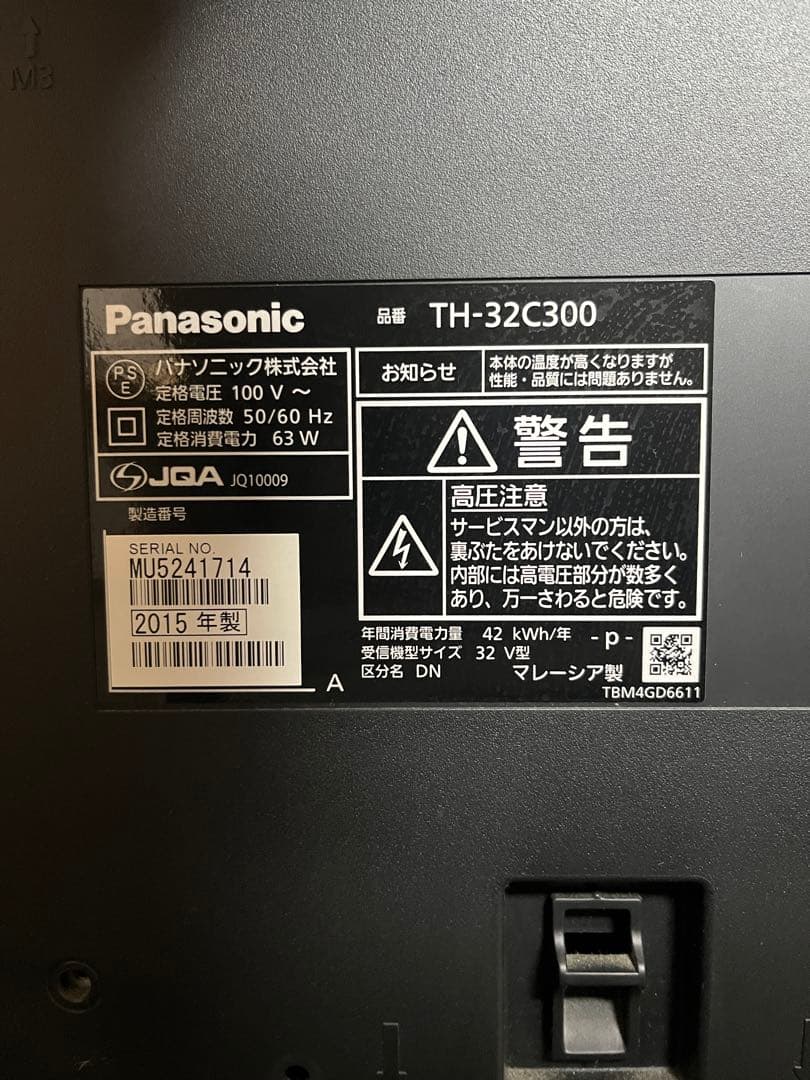 M3
Panasonic
品番 TH-32C300
PS
E
パナソニック株式会社
定格電圧 100 V ～
定格周波数 50/60 Hz
定格消費電力 63 W
JQA JQ10009
製造番号
SERIAL NO.
MU5241714
2015 年製
A
お知らせ
本体の温度が高くなりますが
性能・品質には問題ありません。
警告
高圧注意
サービスマン以外の方は、
裏ぶたをあけないでください。
内部には高電圧部分が数多く
あり、万一さわると危険です。
年間消費電力量 42 kWh/年
受信機型サイズ 32 V型
区分名 DN
- p -
マレーシア製
TBM4GD6611